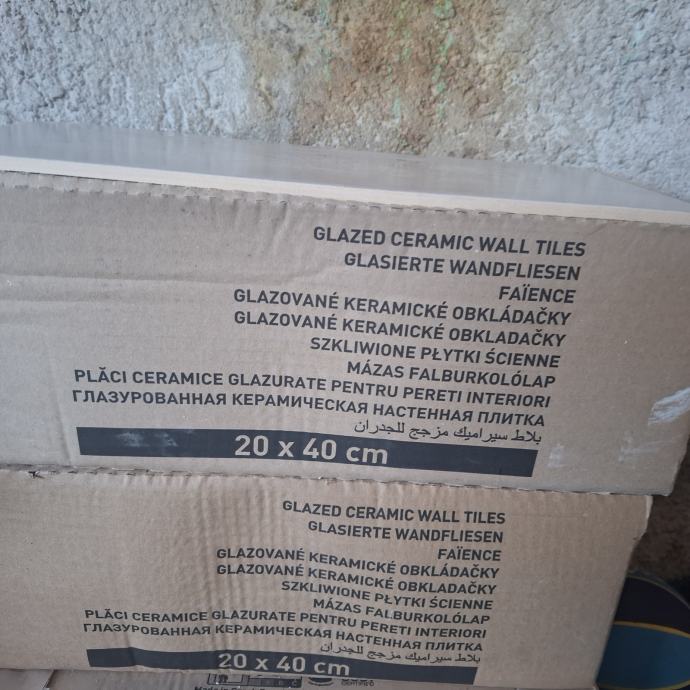 GLAZED CERAMIC WALL TILES
GLASIERTE WANDFLIESEN
FAÏENCE
GLAZOVANÉ KERAMICKÉ OBKLÁDAČKY
GLAZOVANÉ KERAMICKÉ OBKLADAČKY
SZKLIWIONE PŁYTKI ŚCIENNE
MÁZAS FALBURKOLÓLAP
PLĂCI CERAMICE GLAZURATE PENTRU PERETI INTERIORI
ГЛАЗУРОВАННАЯ КЕРАМИЧЕСКАЯ НАСТЕННАЯ ПЛИТКА
بلاط سيراميك مزجج للجدران
20 x 40 cm
GLAZED CERAMIC WALL TILES
GLASIERTE WANDFLIESEN
FAÏENCE
GLAZOVANÉ KERAMICKÉ OBKLÁDAČKY
GLAZOVANÉ KERAMICKÉ OBKLADAČKY
SZKLIWIONE PŁYTKI ŚCIENNE
MÁZAS FALBURKOLÓLAP
PLĂCI CERAMICE GLAZURATE PENTRU PERETI INTERIORI
ГЛАЗУРОВАННАЯ КЕРАМИЧЕСКАЯ НАСТЕННАЯ ПЛИТКА
بلاط سيراميك مزجج للجدران
20 x 40 cm